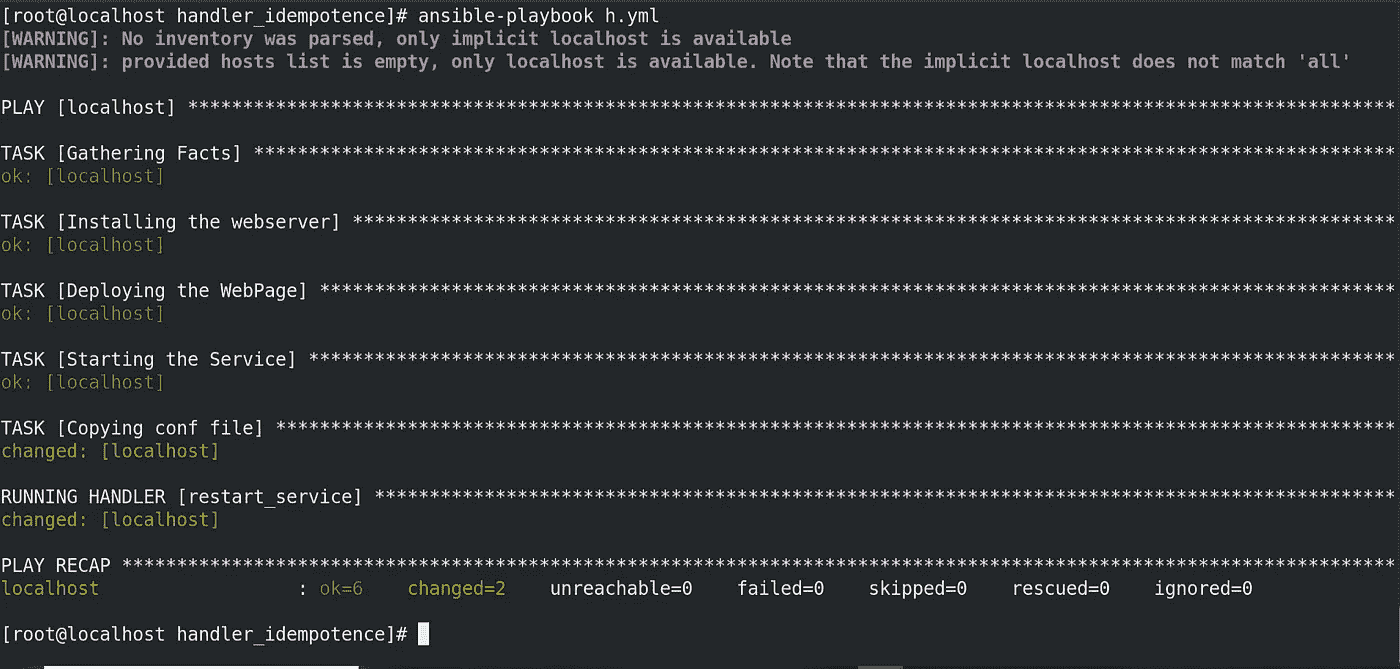 [root@localhost handler_idempotence]# ansible-playbook h.yml
[WARNING]: No inventory was parsed, only implicit localhost is available
[WARNING]: provided hosts list is empty, only localhost is available. Note that the implicit localhost does not match 'all'
PLAY [localhost] **************************************************************************************************************
TASK [Gathering Facts] ********************************************************************************************************
ok: [localhost]
TASK [Installing the webserver] ***********************************************************************************************
ok: [localhost]
TASK [Deploying the WebPage] **************************************************************************************************
ok: [localhost]
TASK [Starting the Service] ***************************************************************************************************
ok: [localhost]
TASK [Copying conf file] ******************************************************************************************************
changed: [localhost]
RUNNING HANDLER [restart_service] *********************************************************************************************
changed: [localhost]
PLAY RECAP ********************************************************************************************************************
localhost                  : ok=6    changed=2    unreachable=0    failed=0    skipped=0    rescued=0    ignored=0
[root@localhost handler_idempotence]#